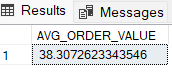 Results Messages
AVG_ORDER_VALUE
1 38.3072623343546